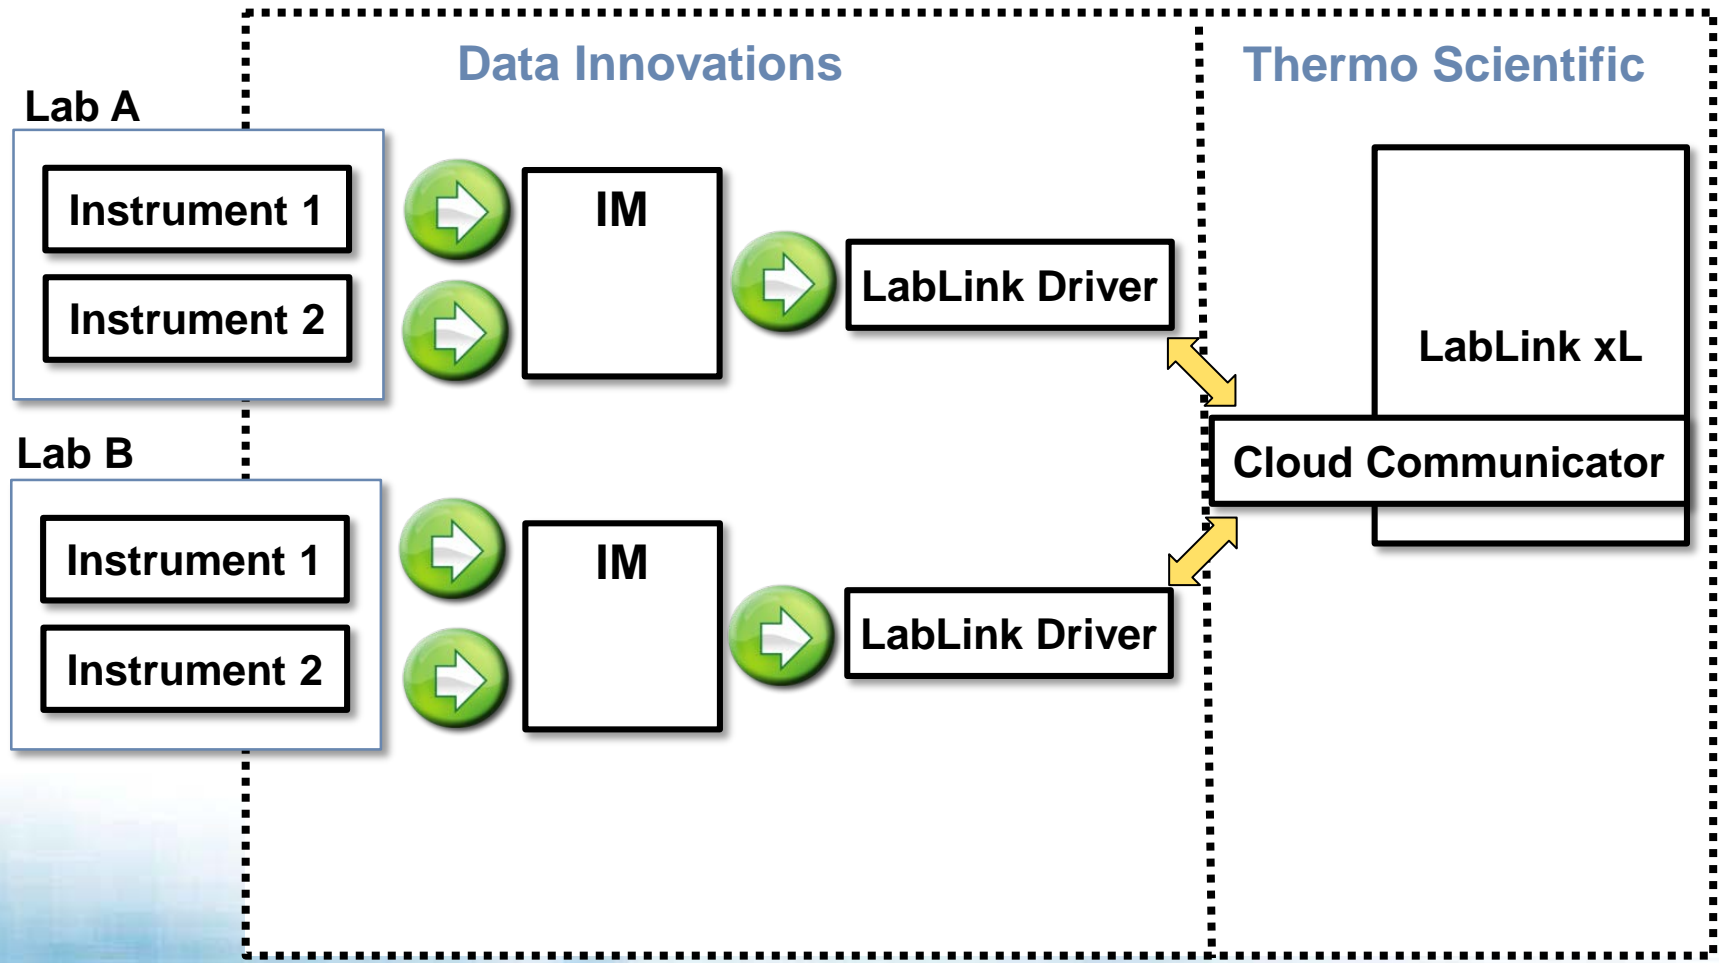 Data Innovations
Thermo Scientific
Lab A
Instrument 1
Instrument 2
IM
LabLink Driver
LabLink xL
Cloud Communicator
Lab B
Instrument 1
Instrument 2
IM
LabLink Driver